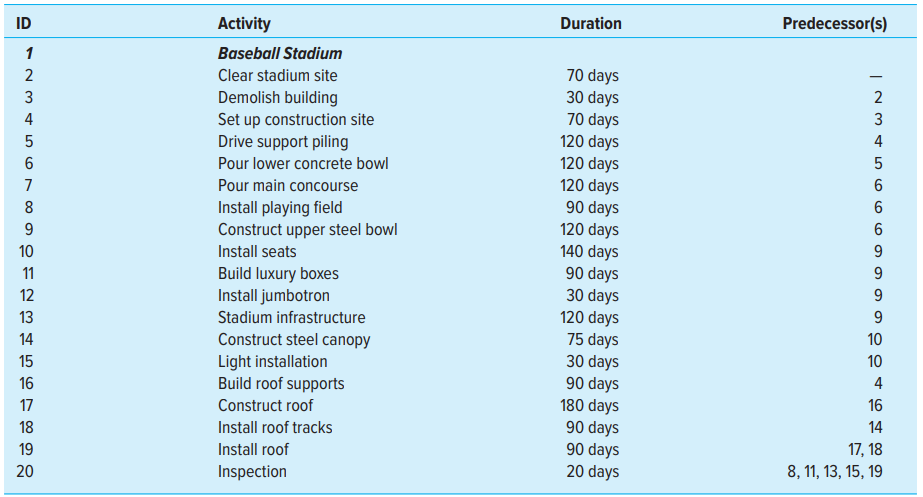 ID Activity Duration Predecessor(s)
1 Baseball Stadium
2 Clear stadium site 70 days —
3 Demolish building 30 days 2
4 Set up construction site 70 days 3
5 Drive support piling 120 days 4
6 Pour lower concrete bowl 120 days 5
7 Pour main concourse 120 days 6
8 Install playing field 90 days 6
9 Construct upper steel bowl 120 days 6
10 Install seats 140 days 9
11 Build luxury boxes 90 days 9
12 Install jumbotron 30 days 9
13 Stadium infrastructure 120 days 9
14 Construct steel canopy 75 days 10
15 Light installation 30 days 10
16 Build roof supports 90 days 4
17 Construct roof 180 days 16
18 Install roof tracks 90 days 14
19 Install roof 90 days 17, 18
20 Inspection 20 days 8, 11, 13, 15, 19